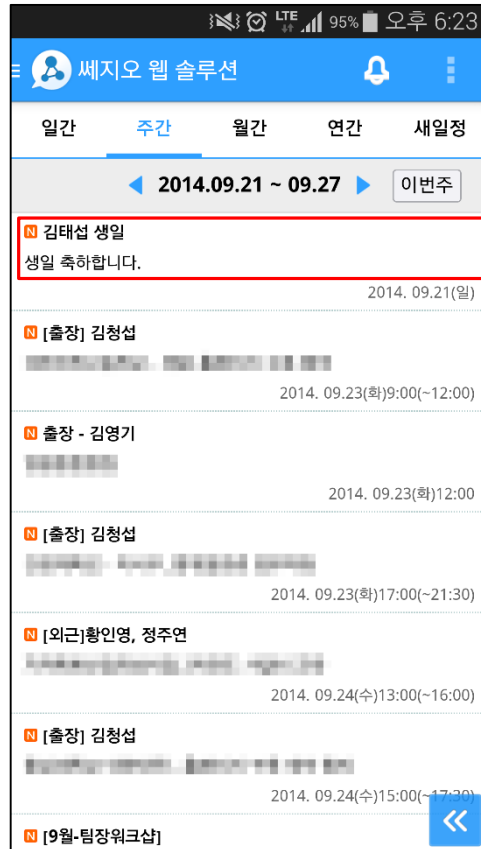 LTE 95% 오후 6:23
쎄지오 웹 솔루션
일간 주간 월간 연간 새일정
2014.09.21 ~ 09.27 이번주
N 김태섭 생일
생일 축하합니다.
2014. 09.21(일)
N [출장] 김청섭
2014. 09.23(화)9:00(~12:00)
N 출장 - 김영기
2014. 09.23(화)12:00
N [출장] 김청섭
2014. 09.23(화)17:00(~21:30)
N [외근]황인영, 정주연
2014. 09.24(수)13:00(~16:00)
N [출장] 김청섭
2014. 09.24(수)15:00(~17:30)
N [9월-팀장워크샵]